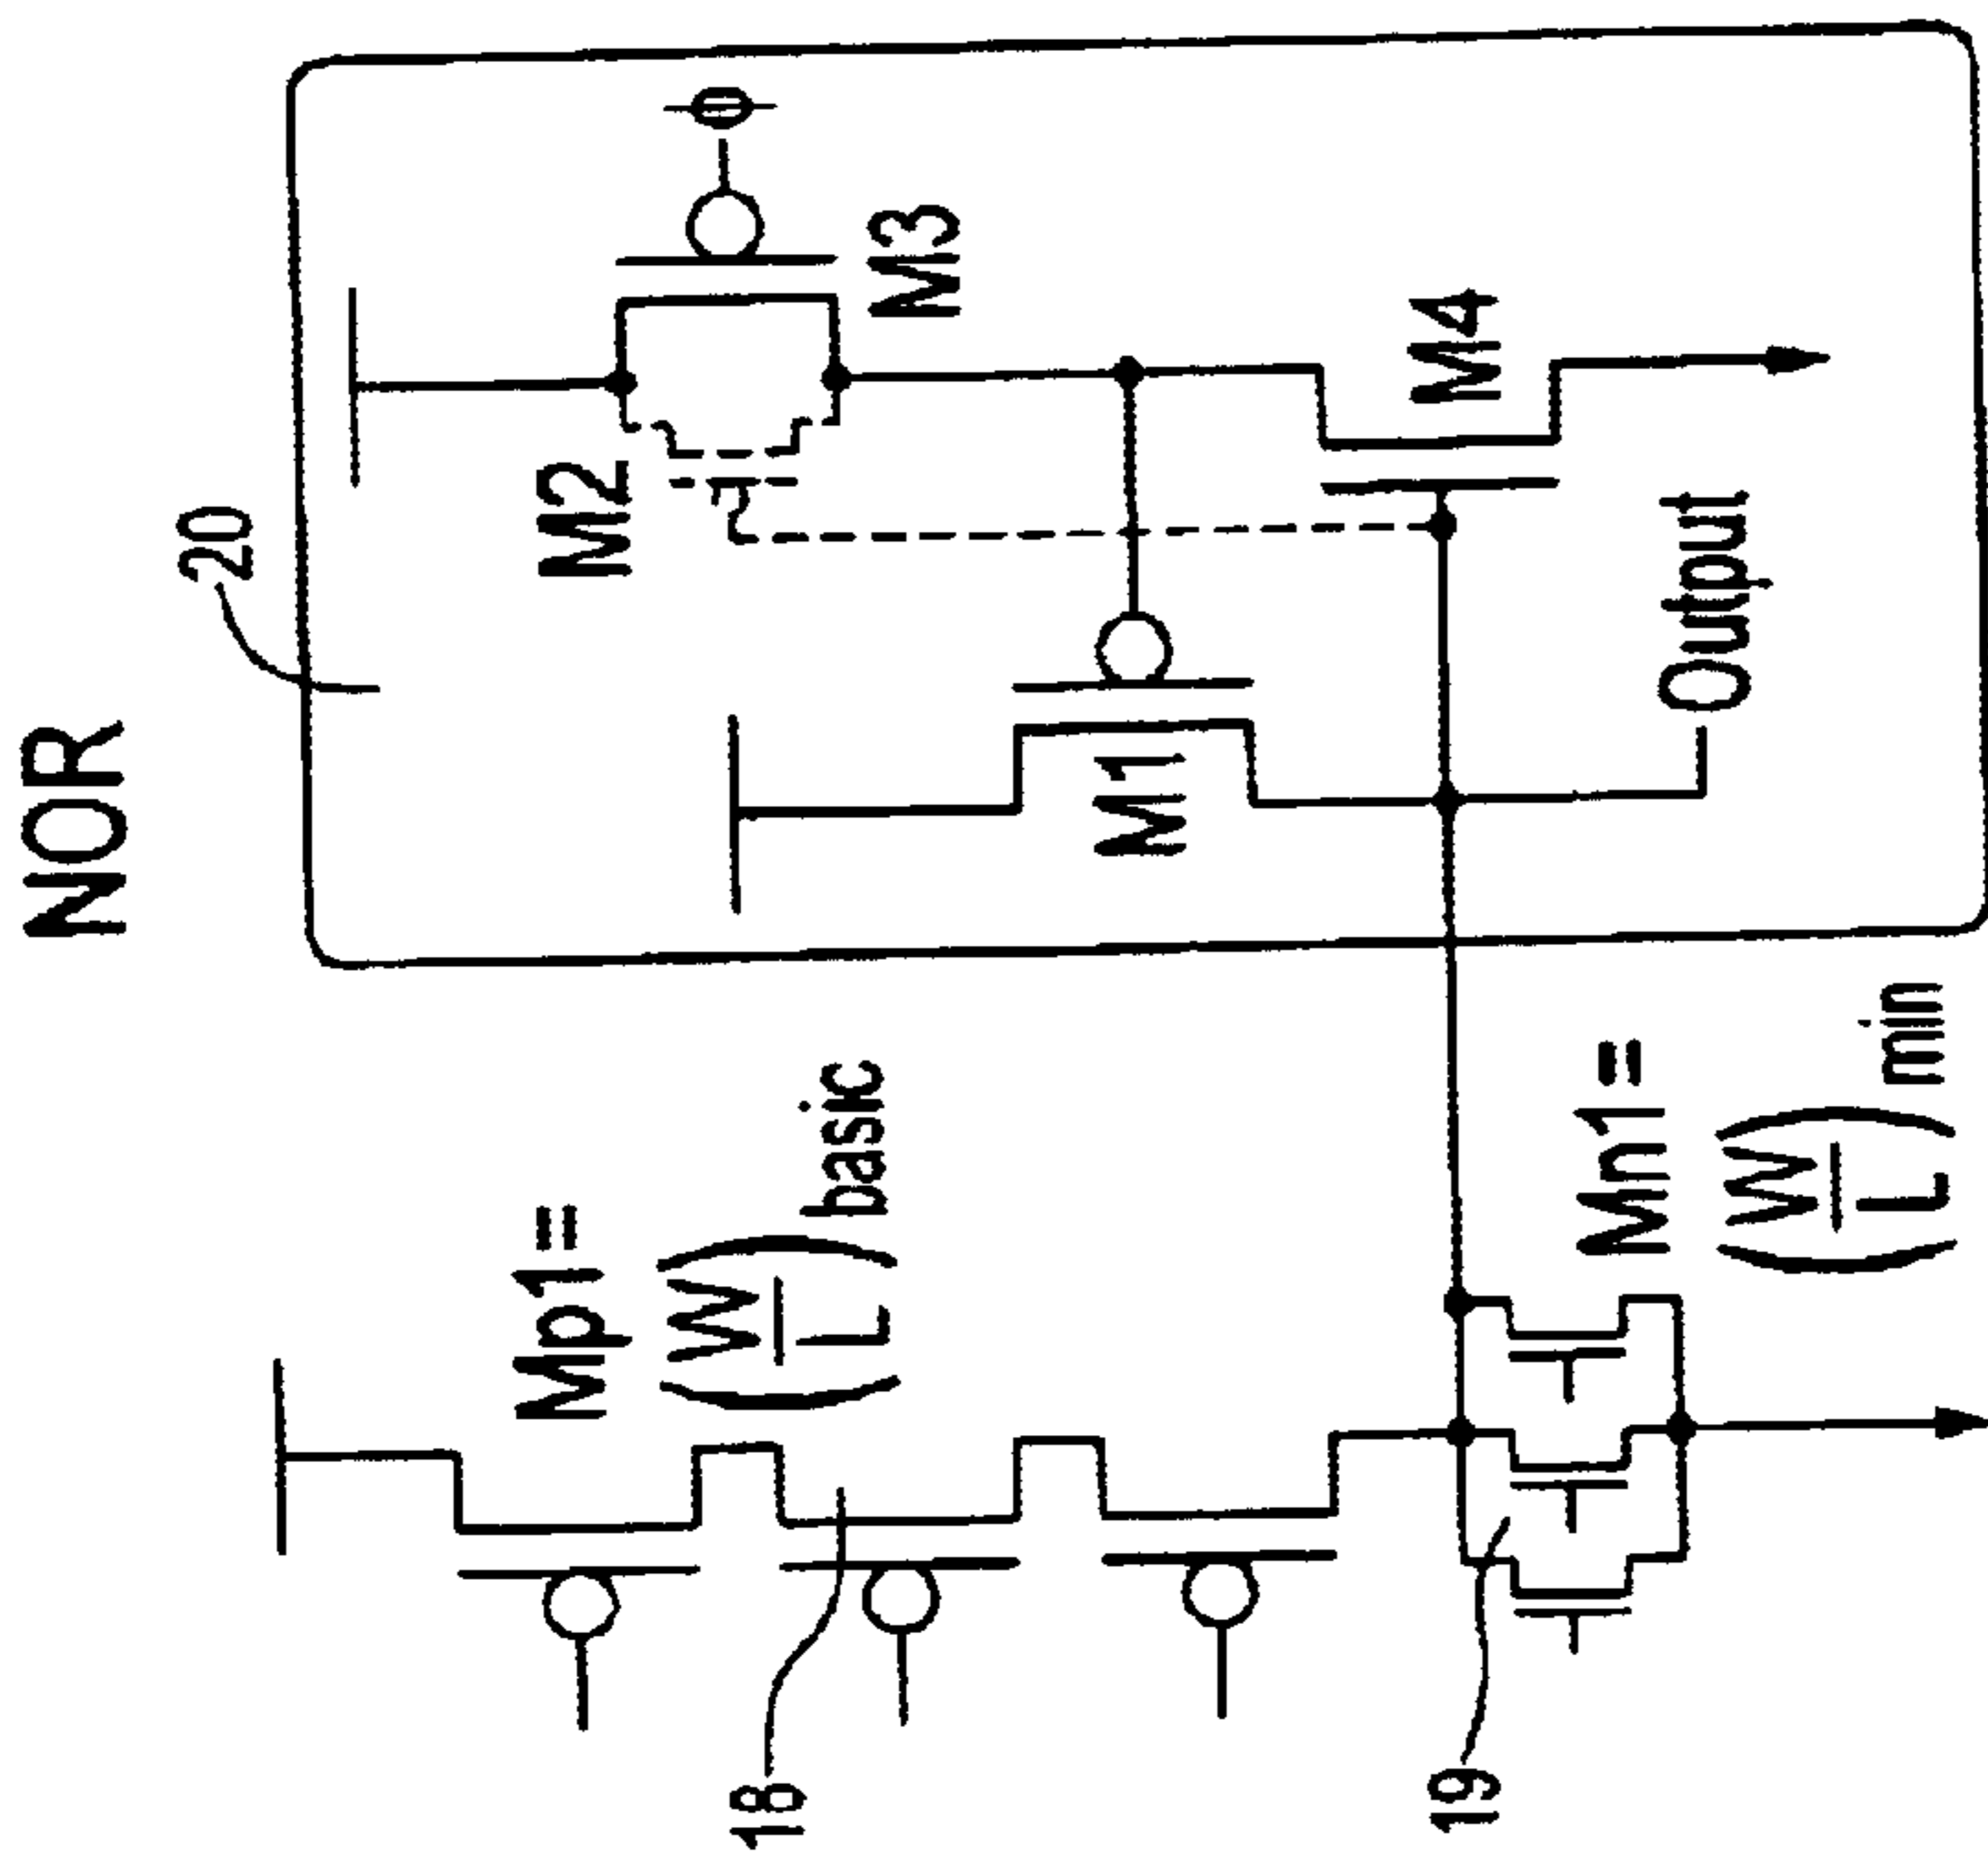 NOR
20
M2
M3
ϕ
M1
M4
Output
Mp1=
(W/L) basic
18
Mn1=
(W/L) min
19